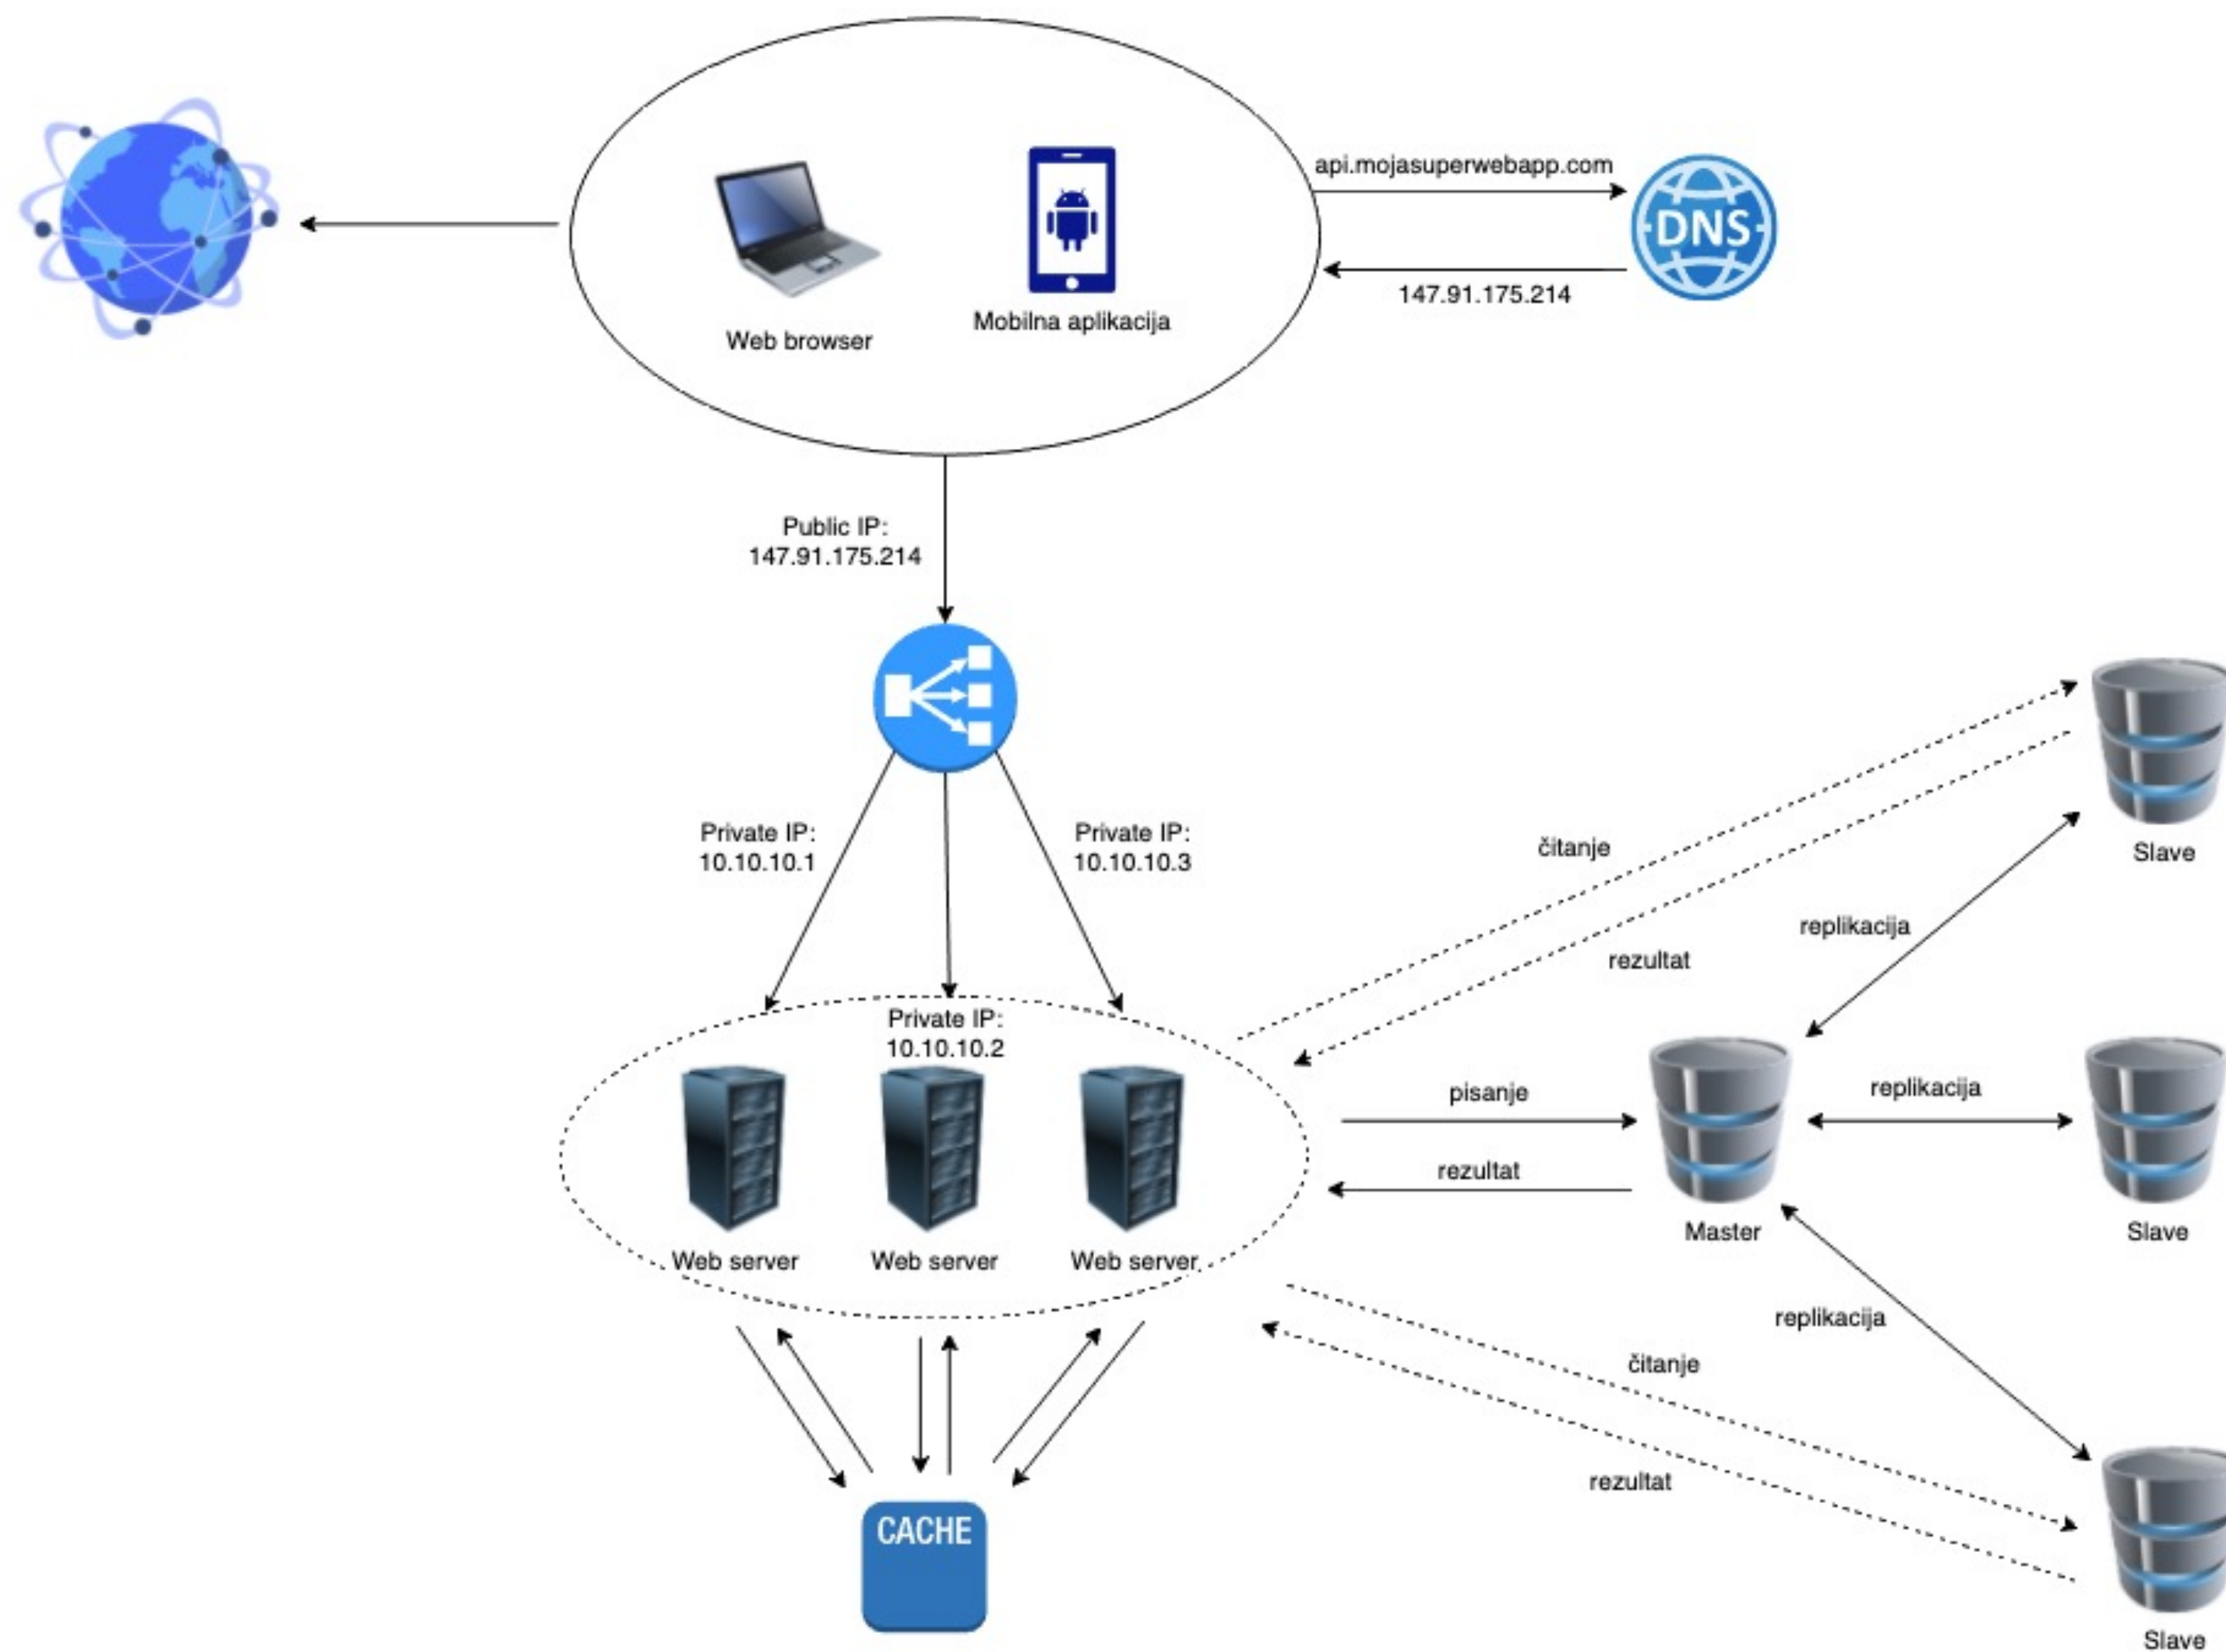 api.mojasuperwebapp.com
DNS
147.91.175.214
Web browser
Mobilna aplikacija
Public IP:
147.91.175.214
Private IP:
10.10.10.1
Private IP:
10.10.10.3
čitanje
Slave
replikacija
rezultat
Private IP:
10.10.10.2
pisanje
replikacija
rezultat
Master
Slave
Web server
Web server
Web server
replikacija
čitanje
rezultat
CACHE
Slave